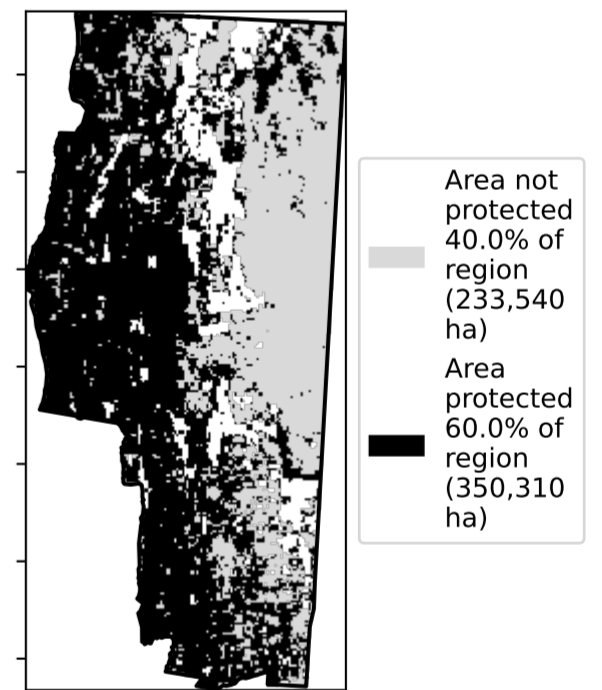 Area not
protected
40.0% of
region
(233,540
ha)
Area
protected
60.0% of
region
(350,310
ha)